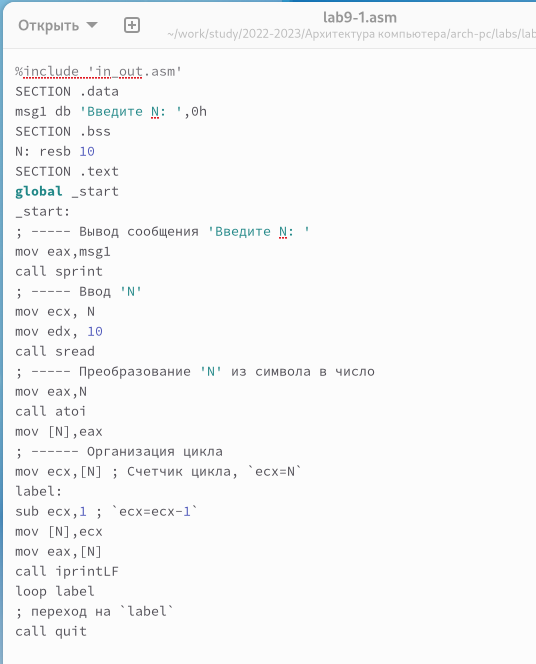 Открыть
lab9-1.asm
~/work/study/2022-2023/Архитектура компьютера/arch-pc/labs/lab
%include 'in_out.asm'
SECTION .data
msg1 db 'Введите N: ',0h
SECTION .bss
N: resb 10
SECTION .text
global _start
_start:
; ----- Вывод сообщения 'Введите N: '
mov eax,msg1
call sprint
; ----- Ввод 'N'
mov ecx, N
mov edx, 10
call sread
; ----- Преобразование 'N' из символа в число
mov eax,N
call atoi
mov [N],eax
; ------ Организация цикла
mov ecx,[N] ; Счетчик цикла, `ecx=N`
label:
sub ecx,1 ; `ecx=ecx-1`
mov [N],ecx
mov eax,[N]
call iprintLF
loop label
; переход на `label`
call quit